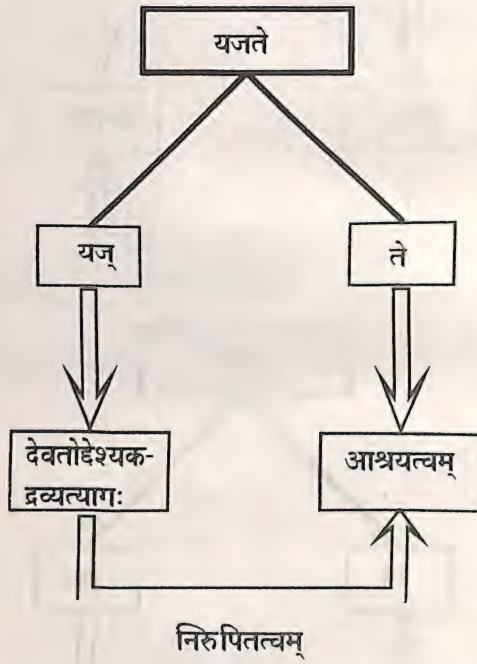 यजते
यज्
ते
देवतोद्देश्यक-
द्रव्यत्यागः
आश्रयत्वम्
निरुपितत्वम्